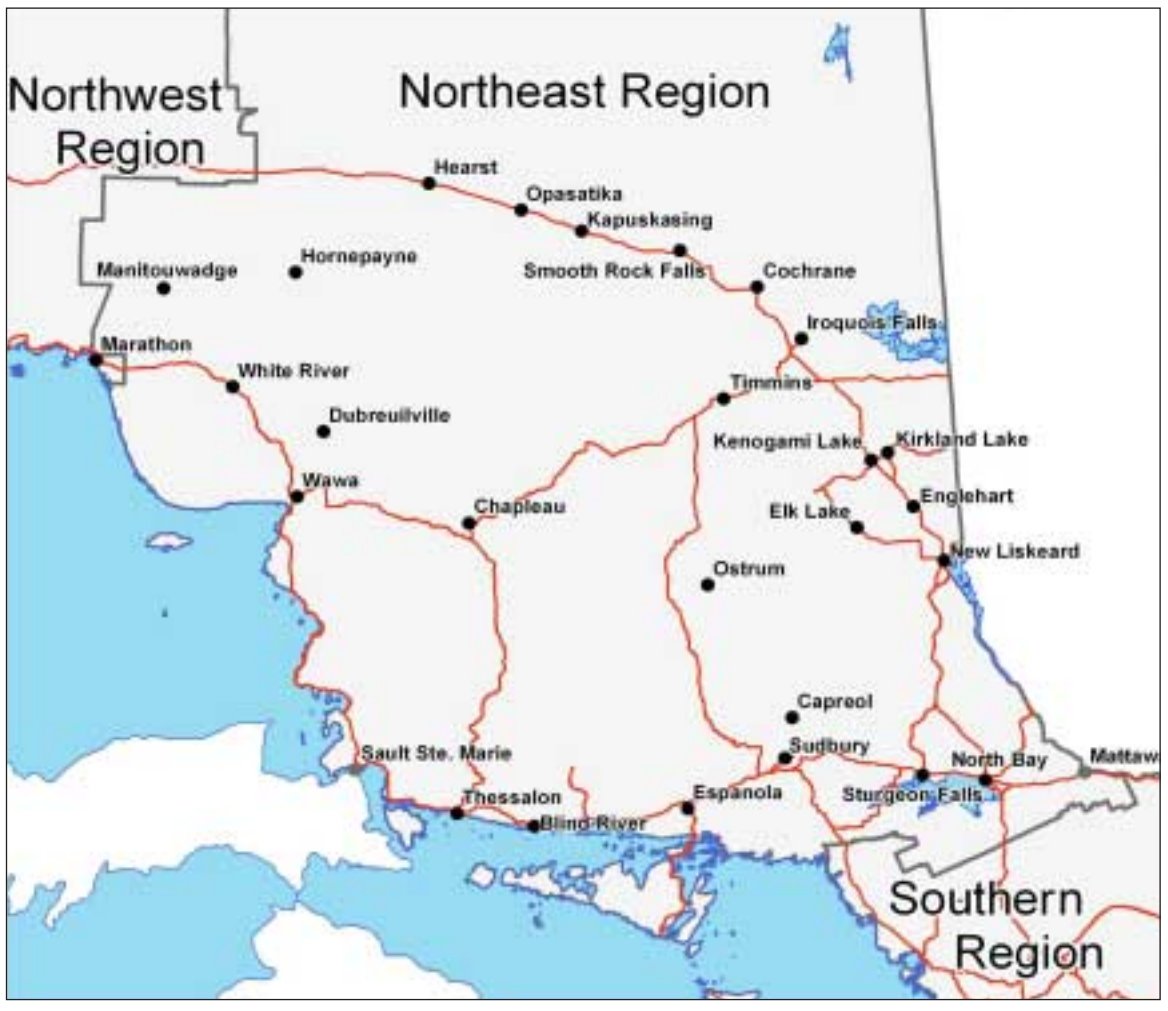 Northwest
Region
Northeast Region
Hearst
Opasatika
Kapuskasing
Smooth Rock Falls
Cochrane
Hornepayne
Manitouwadge
Iroquois Falls
Marathon
White River
Timmins
Dubreuilville
Kenogami Lake
Kirkland Lake
Wawa
Chapleau
Englehart
Elk Lake
New Liskeard
Ostrum
Capreol
Sudbury
Sault Ste. Marie
North Bay
Mattaw
Thessalon
Espanola
Sturgeon Falls
Blind River
Southern
Region